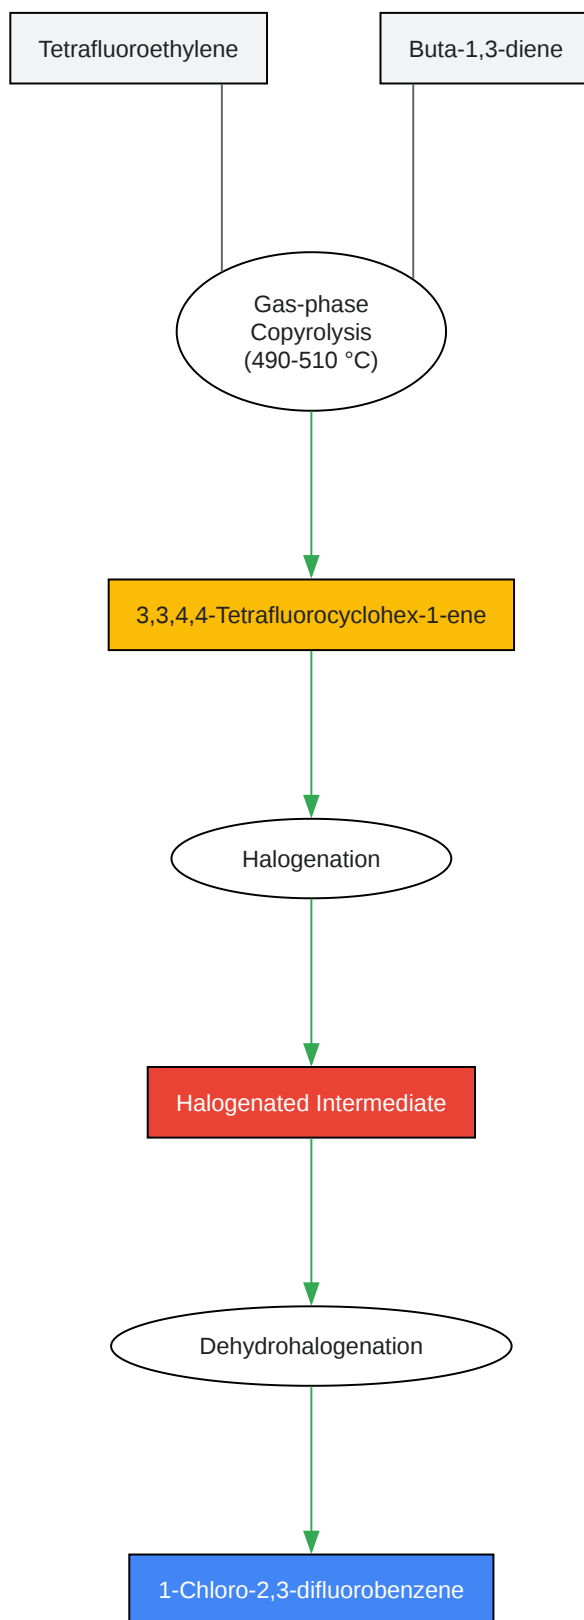 Tetrafluoroethylene
Buta-1,3-diene
Gas-phase
Copyrolysis
(490-510 °C)
3,3,4,4-Tetrafluorocyclohex-1-ene
Halogenation
Halogenated Intermediate
Dehydrohalogenation
1-Chloro-2,3-difluorobenzene